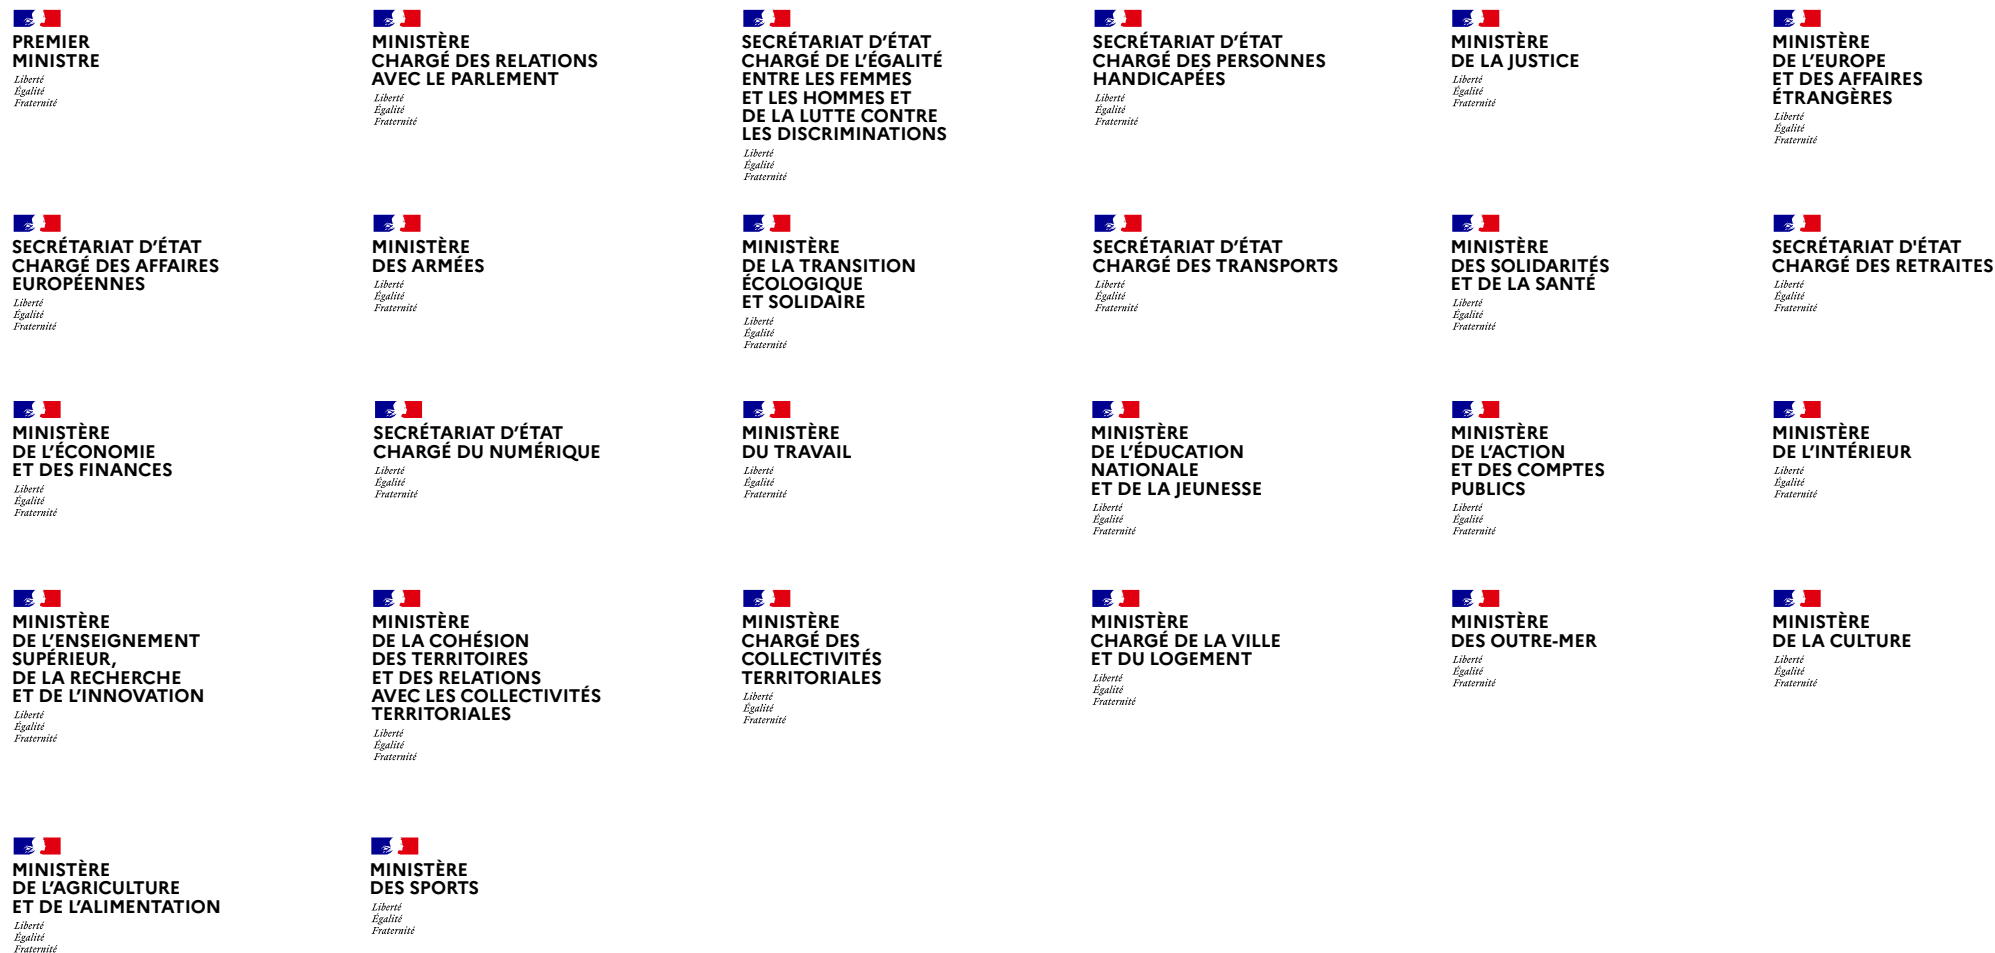 PREMIER
MINISTRE
Liberté
Égalité
Fraternité
MINISTÈRE
CHARGÉ DES RELATIONS
AVEC LE PARLEMENT
Liberté
Égalité
Fraternité
SECRÉTARIAT D’ÉTAT
CHARGÉ DE L’ÉGALITÉ
ENTRE LES FEMMES
ET LES HOMMES ET
DE LA LUTTE CONTRE
LES DISCRIMINATIONS
Liberté
Égalité
Fraternité
SECRÉTARIAT D’ÉTAT
CHARGÉ DES PERSONNES
HANDICAPÉES
Liberté
Égalité
Fraternité
MINISTÈRE
DE LA JUSTICE
Liberté
Égalité
Fraternité
MINISTÈRE
DE L’EUROPE
ET DES AFFAIRES
ÉTRANGÈRES
Liberté
Égalité
Fraternité
SECRÉTARIAT D’ÉTAT
CHARGÉ DES AFFAIRES
EUROPÉENNES
Liberté
Égalité
Fraternité
MINISTÈRE
DES ARMÉES
Liberté
Égalité
Fraternité
MINISTÈRE
DE LA TRANSITION
ÉCOLOGIQUE
ET SOLIDAIRE
Liberté
Égalité
Fraternité
SECRÉTARIAT D’ÉTAT
CHARGÉ DES TRANSPORTS
Liberté
Égalité
Fraternité
MINISTÈRE
DES SOLIDARITÉS
ET DE LA SANTÉ
Liberté
Égalité
Fraternité
SECRÉTARIAT D'ÉTAT
CHARGÉ DES RETRAITES
Liberté
Égalité
Fraternité
MINISTÈRE
DE L’ÉCONOMIE
ET DES FINANCES
Liberté
Égalité
Fraternité
SECRÉTARIAT D’ÉTAT
CHARGÉ DU NUMÉRIQUE
Liberté
Égalité
Fraternité
MINISTÈRE
DU TRAVAIL
Liberté
Égalité
Fraternité
MINISTÈRE
DE L’ÉDUCATION
NATIONALE
ET DE LA JEUNESSE
Liberté
Égalité
Fraternité
MINISTÈRE
DE L’ACTION
ET DES COMPTES
PUBLICS
Liberté
Égalité
Fraternité
MINISTÈRE
DE L’INTÉRIEUR
Liberté
Égalité
Fraternité
MINISTÈRE
DE L’ENSEIGNEMENT
SUPÉRIEUR,
DE LA RECHERCHE
ET DE L’INNOVATION
Liberté
Égalité
Fraternité
MINISTÈRE
DE LA COHÉSION
DES TERRITOIRES
ET DES RELATIONS
AVEC LES COLLECTIVITÉS
TERRITORIALES
Liberté
Égalité
Fraternité
MINISTÈRE
CHARGÉ DES
COLLECTIVITÉS
TERRITORIALES
Liberté
Égalité
Fraternité
MINISTÈRE
CHARGÉ DE LA VILLE
ET DU LOGEMENT
Liberté
Égalité
Fraternité
MINISTÈRE
DES OUTRE-MER
Liberté
Égalité
Fraternité
MINISTÈRE
DE LA CULTURE
Liberté
Égalité
Fraternité
MINISTÈRE
DE L’AGRICULTURE
ET DE L’ALIMENTATION
Liberté
Égalité
Fraternité
MINISTÈRE
DES SPORTS
Liberté
Égalité
Fraternité